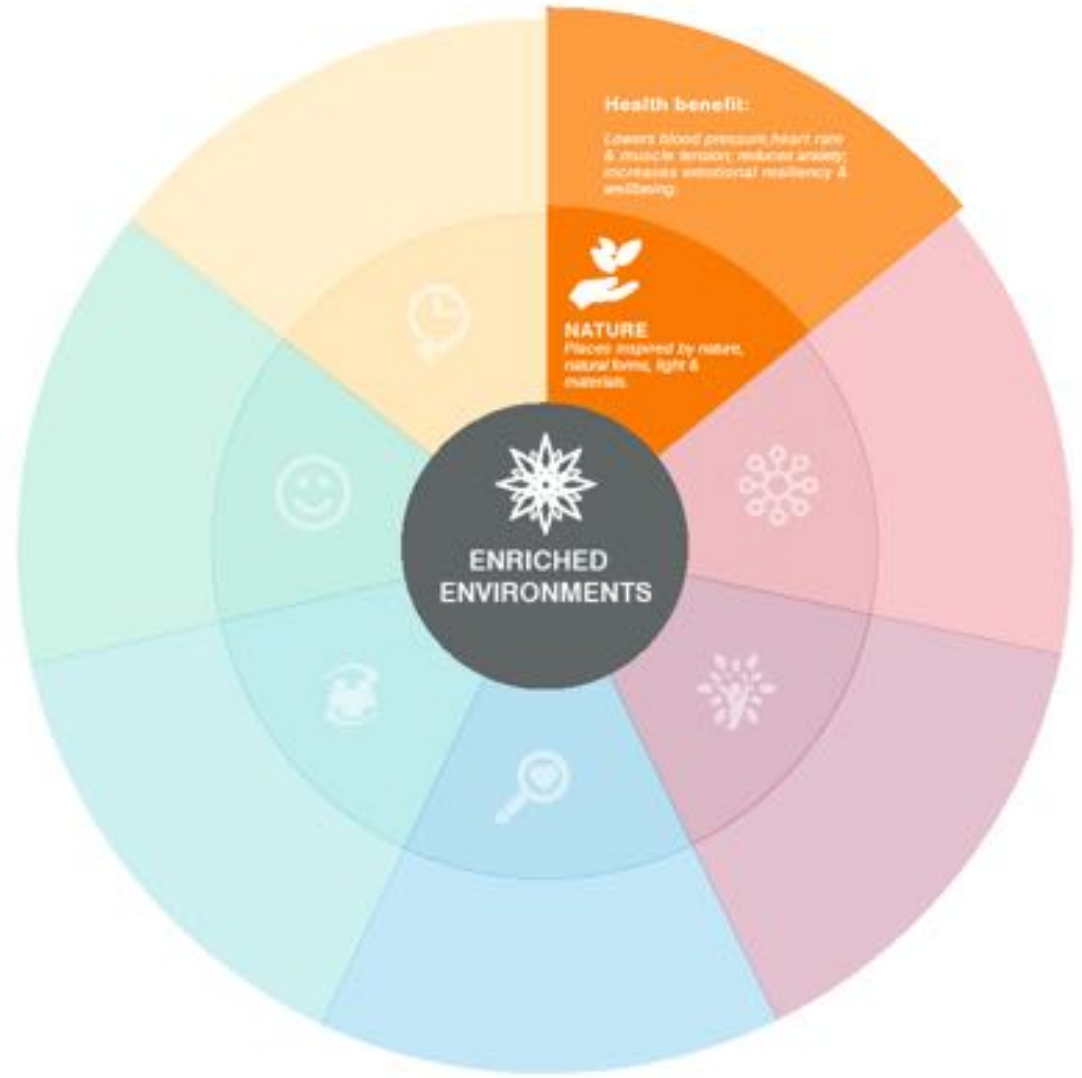 Health benefit:
Lowers blood pressure,heart rate
& muscle tension; reduces anxiety;
increases emotional resiliency &
wellbeing.
NATURE
Places inspired by nature,
natural forms, light &
materials.
ENRICHED
ENVIRONMENTS